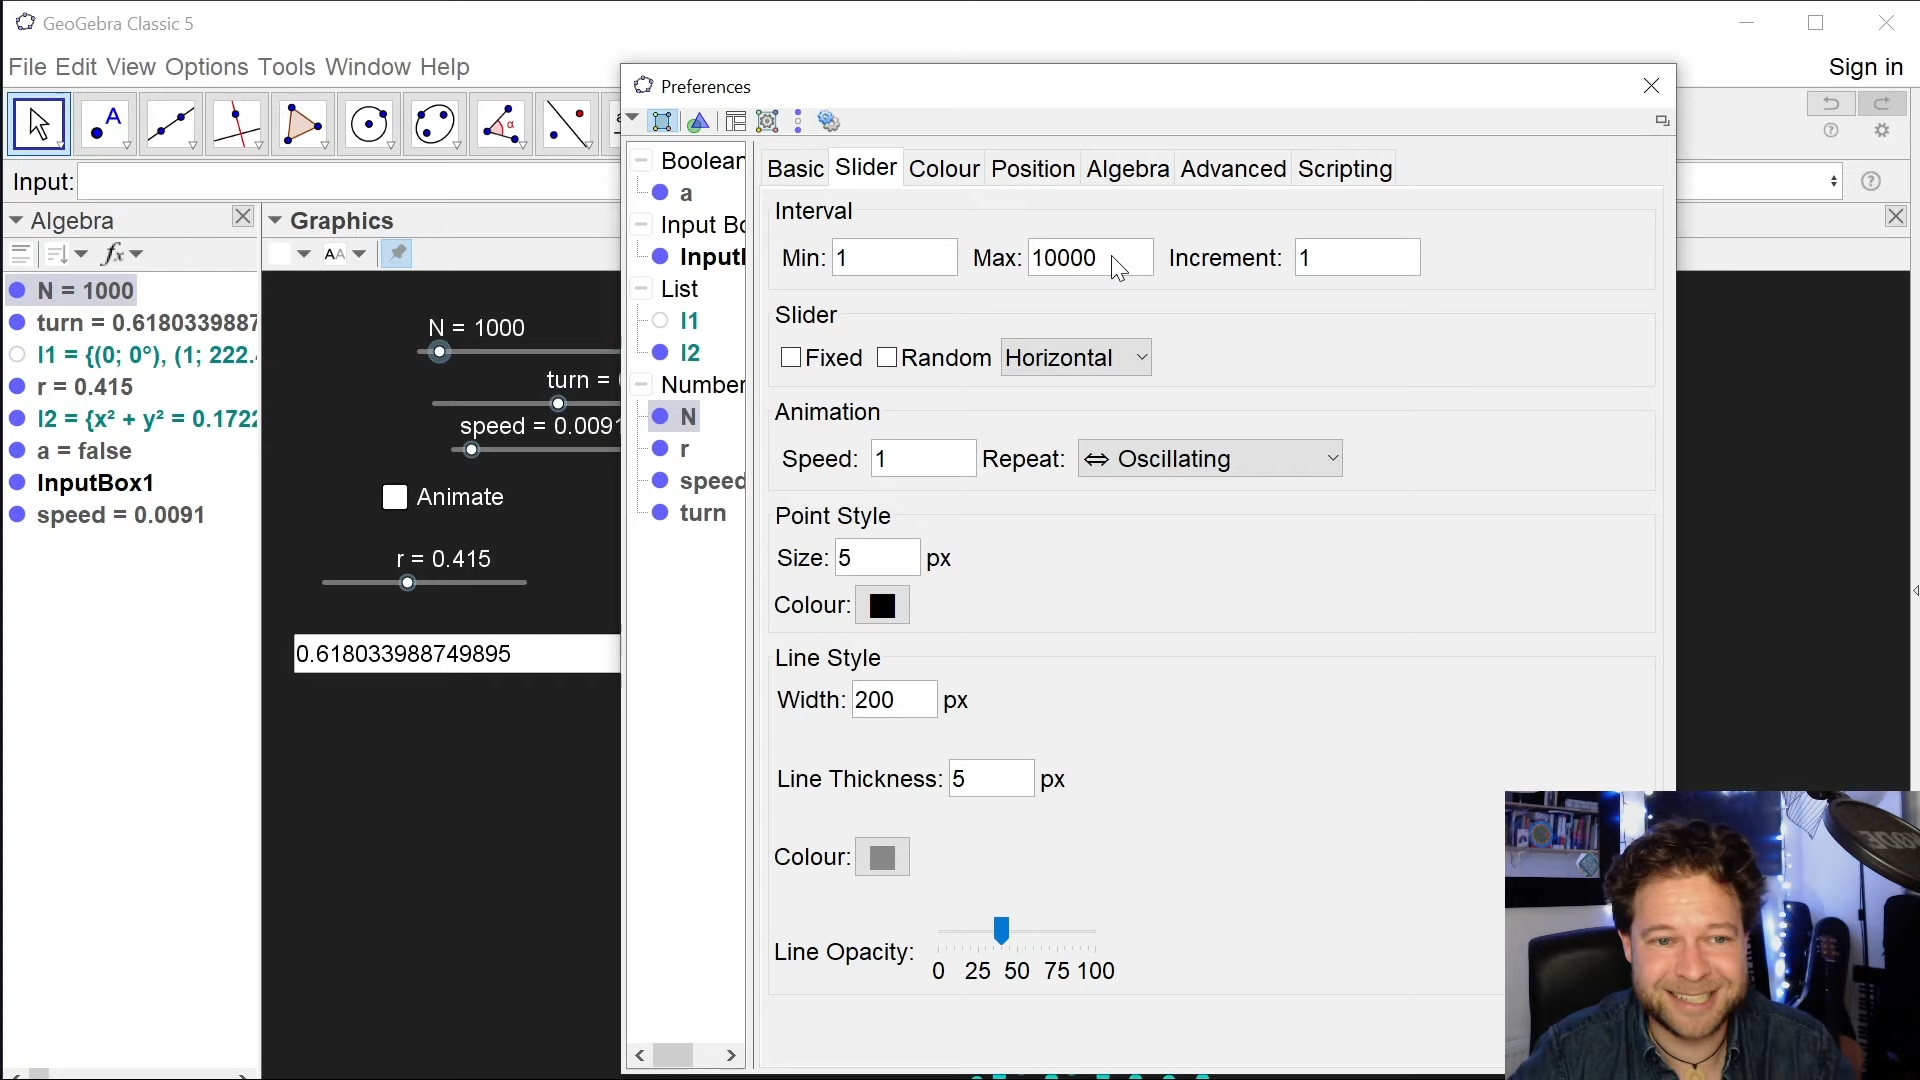 GeoGebra Classic 5
File Edit View Options Tools Window Help
Sign in
Input:
Algebra
Graphics
N = 1000
turn = 0.6180339887
l1 = {(0; 0°), (1; 222.
r = 0.415
l2 = {x² + y² = 0.1722
a = false
InputBox1
speed = 0.0091
N = 1000
turn =
speed = 0.0091
Animate
r = 0.415
0.618033988749895
Preferences
Boolean
a
Input Bo
InputI
List
l1
l2
Number
N
r
speed
turn
Basic Slider Colour Position Algebra Advanced Scripting
Interval
Min: 1 Max: 10000 Increment: 1
Slider
Fixed Random Horizontal
Animation
Speed: 1 Repeat: ⇔ Oscillating
Point Style
Size: 5 px
Colour:
Line Style
Width: 200 px
Line Thickness: 5 px
Colour:
Line Opacity:
0 25 50 75 100